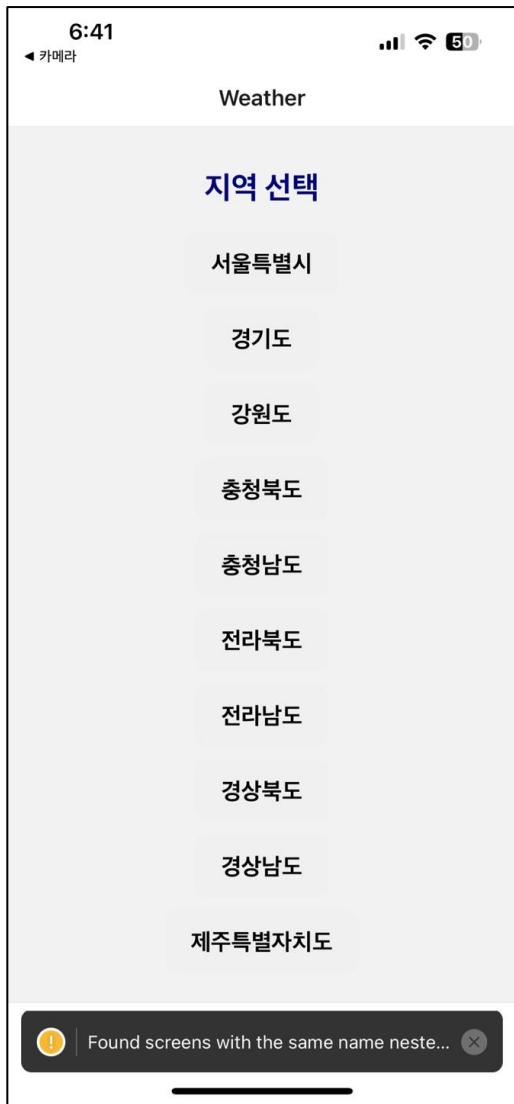 6:41
50
◀ 카메라
Weather
지역 선택
서울특별시
경기도
강원도
충청북도
충청남도
전라북도
전라남도
경상북도
경상남도
제주특별자치도
Found screens with the same name neste...